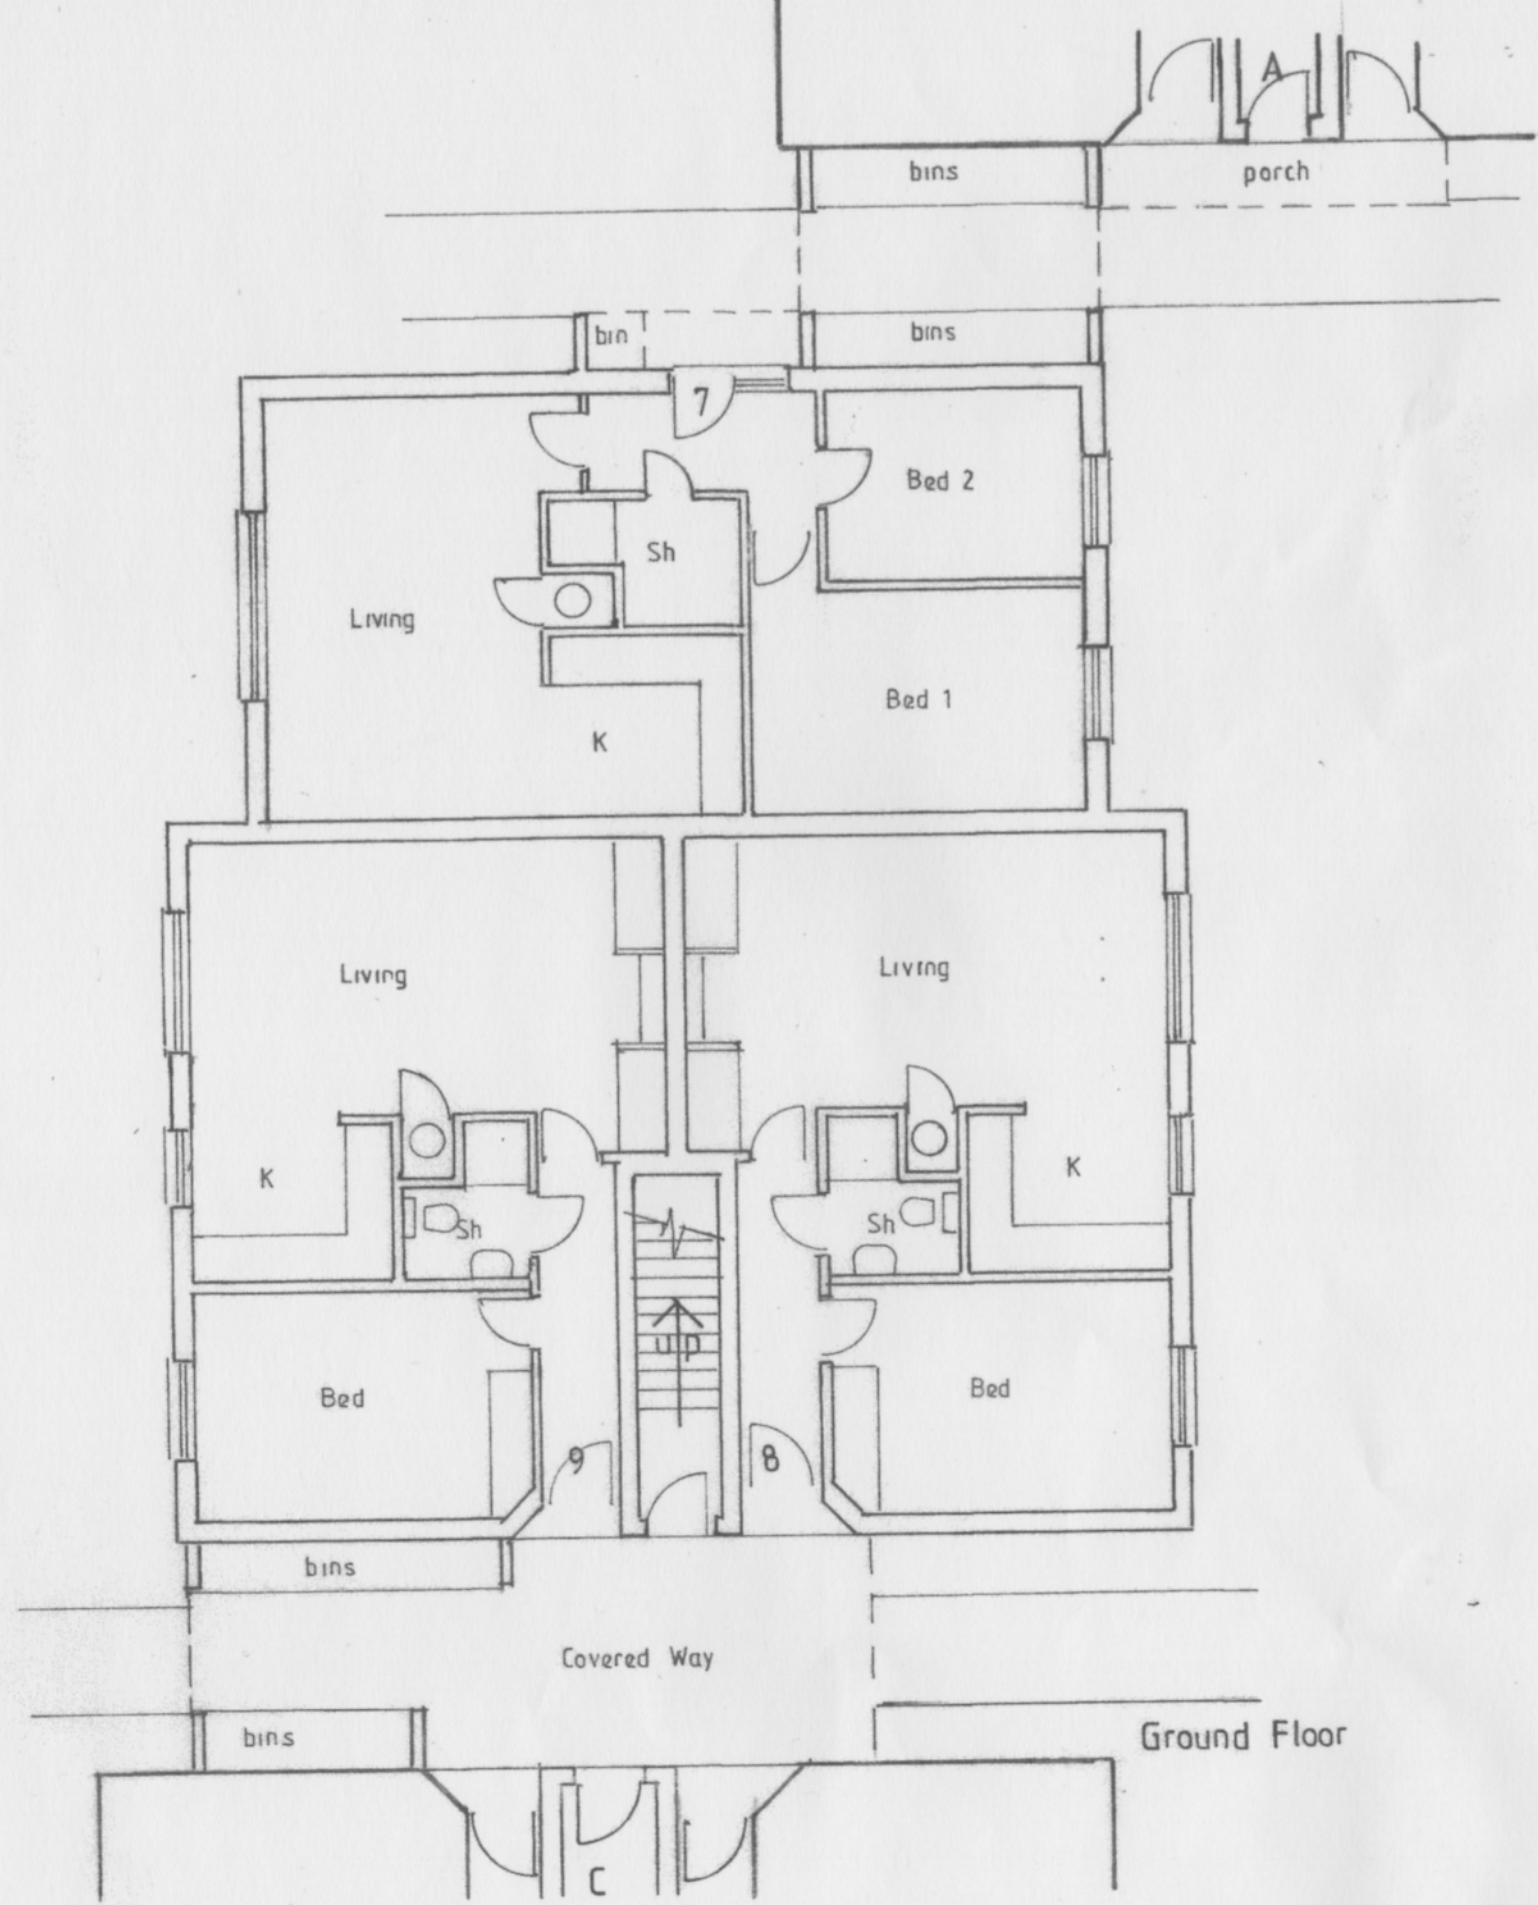 A
bins
porch
bin
bins
7
Bed 2
Sh
Living
Bed 1
K
Living
Living
K
K
Sh
Sh
up
Bed
Bed
9
8
bins
Covered Way
bins
Ground Floor
C